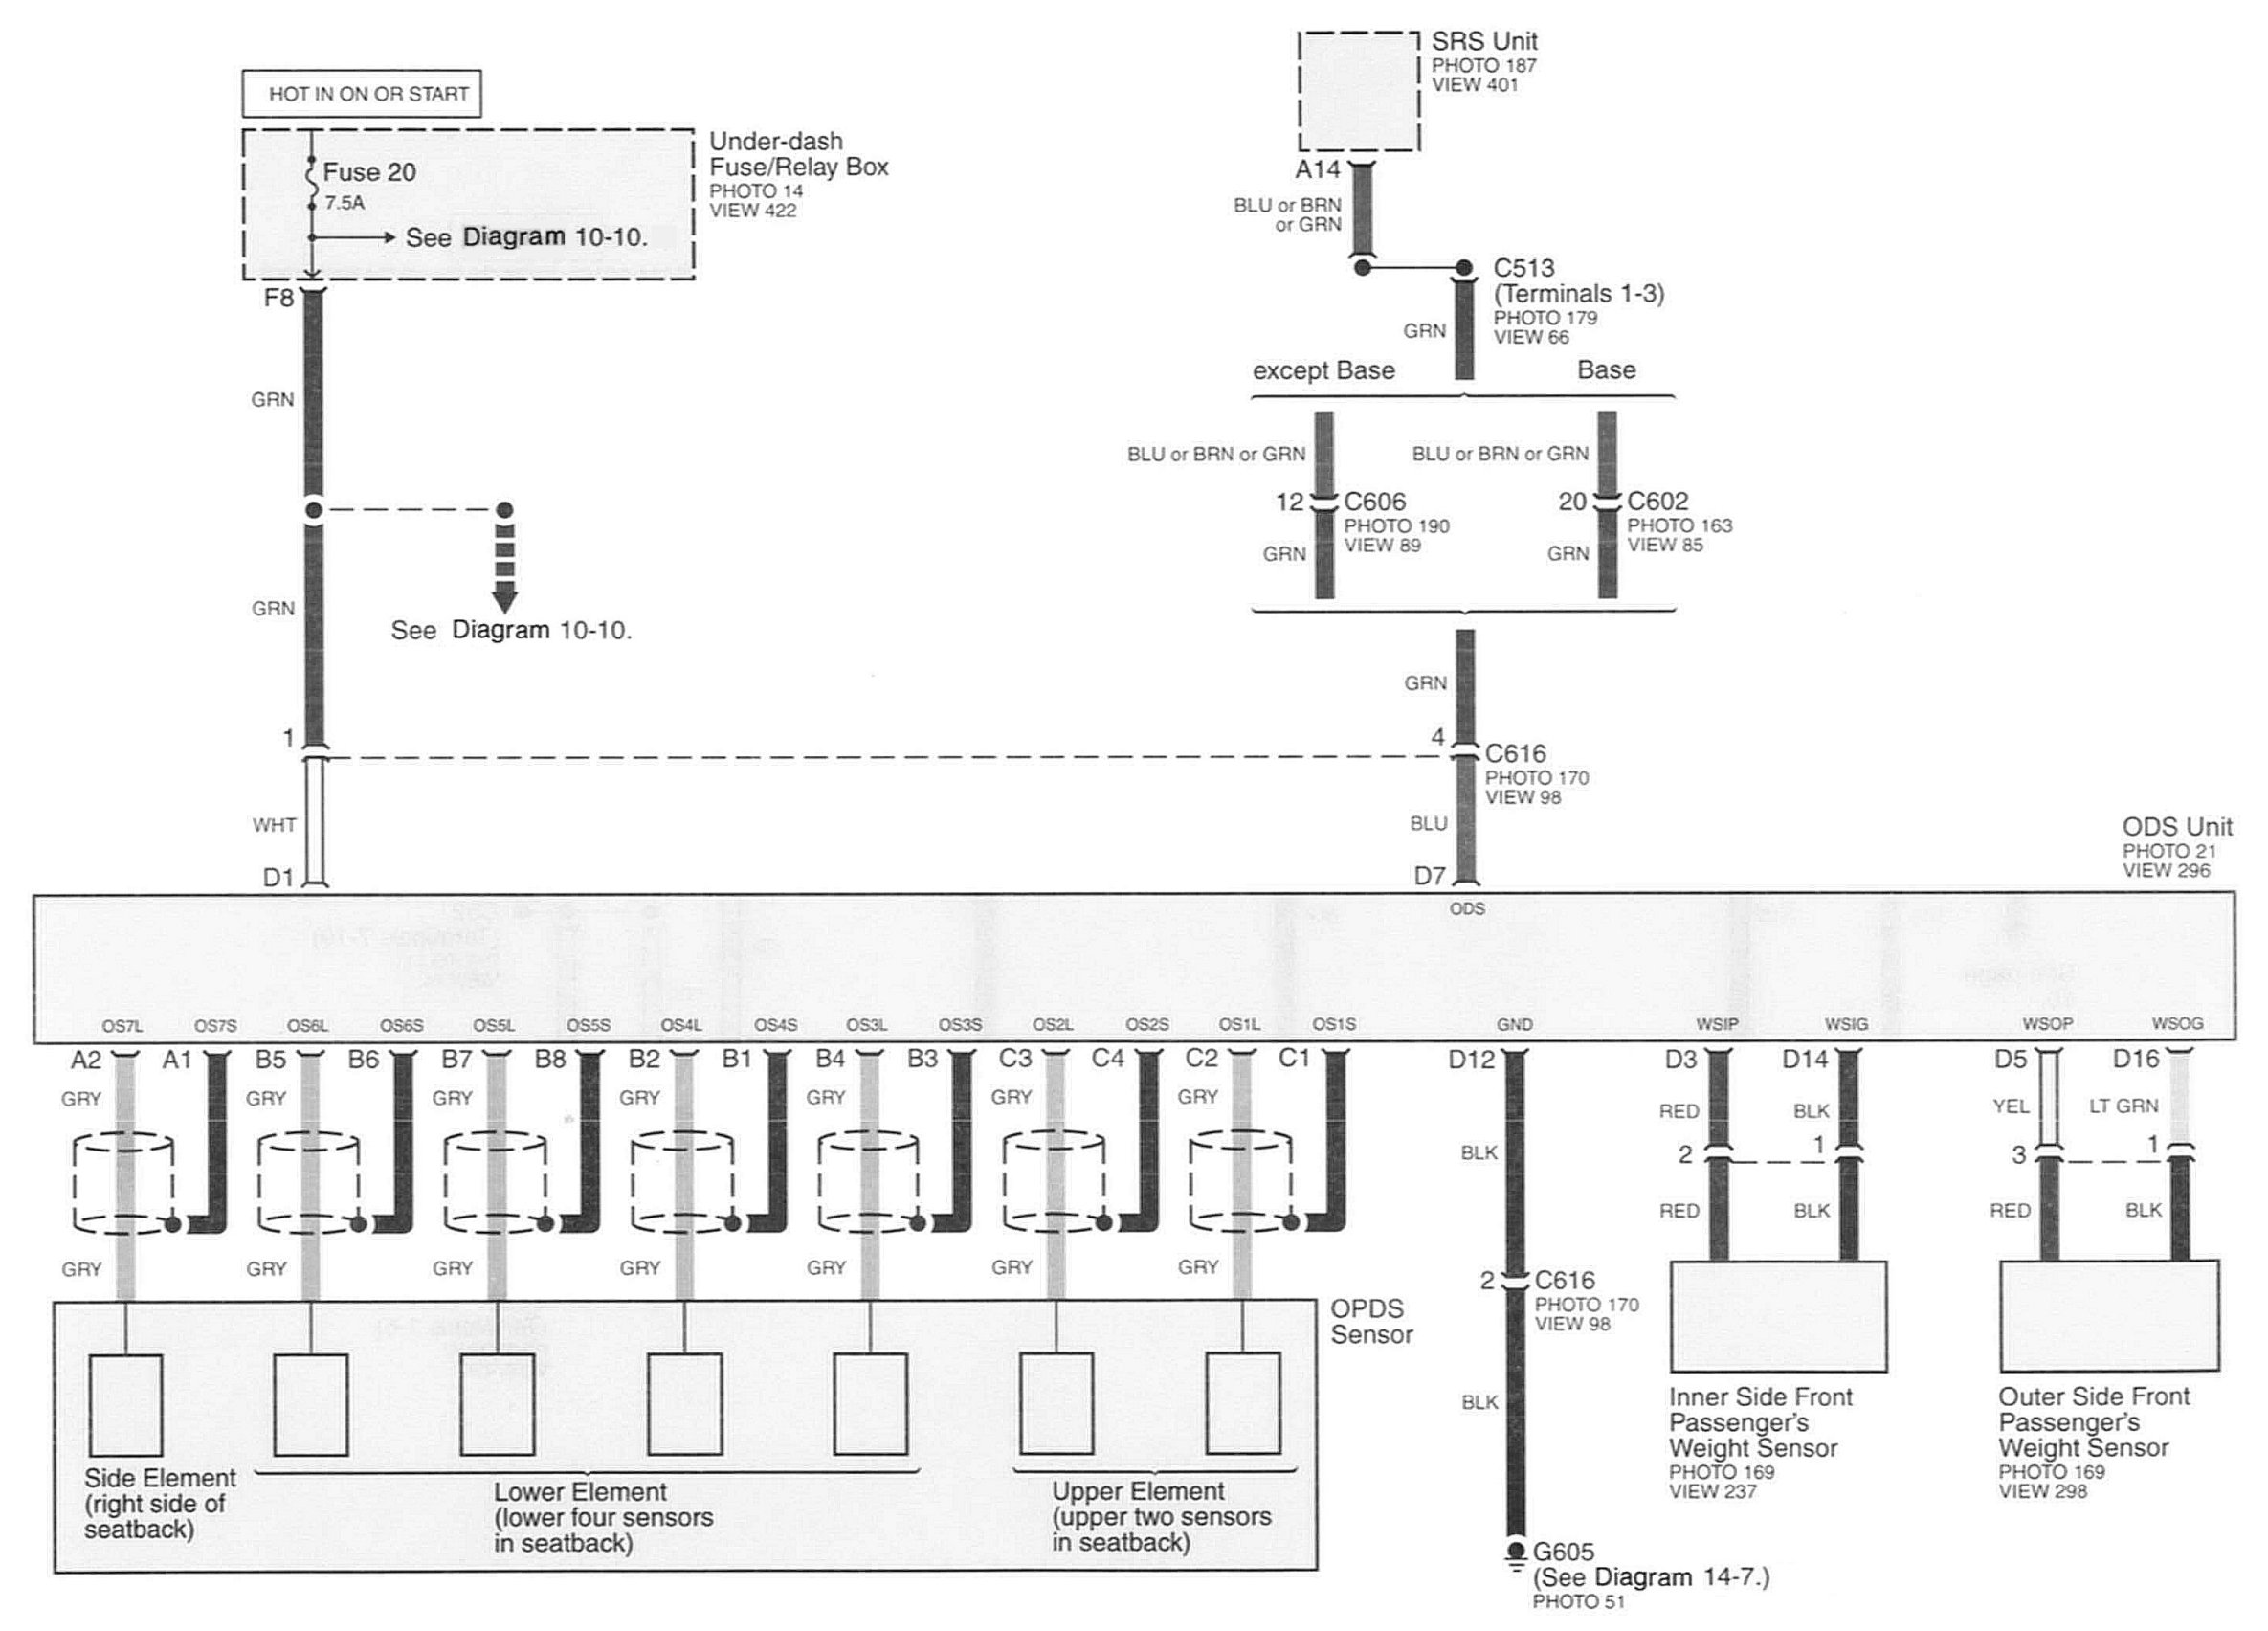 SRS Unit
PHOTO 187
VIEW 401
HOT IN ON OR START
Under-dash
Fuse/Relay Box
PHOTO 14
VIEW 422
Fuse 20
7.5A
See Diagram 10-10.
A14
BLU or BRN
or GRN
F8
C513
(Terminals 1-3)
PHOTO 179
VIEW 66
GRN
except Base
Base
GRN
BLU or BRN or GRN
BLU or BRN or GRN
12
C606
PHOTO 190
VIEW 89
20
C602
PHOTO 163
VIEW 85
GRN
GRN
GRN
See Diagram 10-10.
GRN
1
4
C616
PHOTO 170
VIEW 98
WHT
BLU
ODS Unit
PHOTO 21
VIEW 296
D1
D7
ODS
OS7L OS7S OS6L OS6S OS5L OS5S OS4L OS4S OS3L OS3S OS2L OS2S OS1L OS1S GND WSIP WSIG WSOP WSOG
A2 A1 B5 B6 B7 B8 B2 B1 B4 B3 C3 C4 C2 C1 D12 D3 D14 D5 D16
GRY GRY GRY GRY GRY GRY GRY
RED BLK YEL LT GRN
BLK
2 1 3 1
RED BLK RED BLK
GRY GRY GRY GRY GRY GRY GRY
2
C616
PHOTO 170
VIEW 98
OPDS
Sensor
BLK
Inner Side Front
Passenger's
Weight Sensor
PHOTO 169
VIEW 237
Outer Side Front
Passenger's
Weight Sensor
PHOTO 169
VIEW 298
Side Element
(right side of
seatback)
Lower Element
(lower four sensors
in seatback)
Upper Element
(upper two sensors
in seatback)
G605
(See Diagram 14-7.)
PHOTO 51